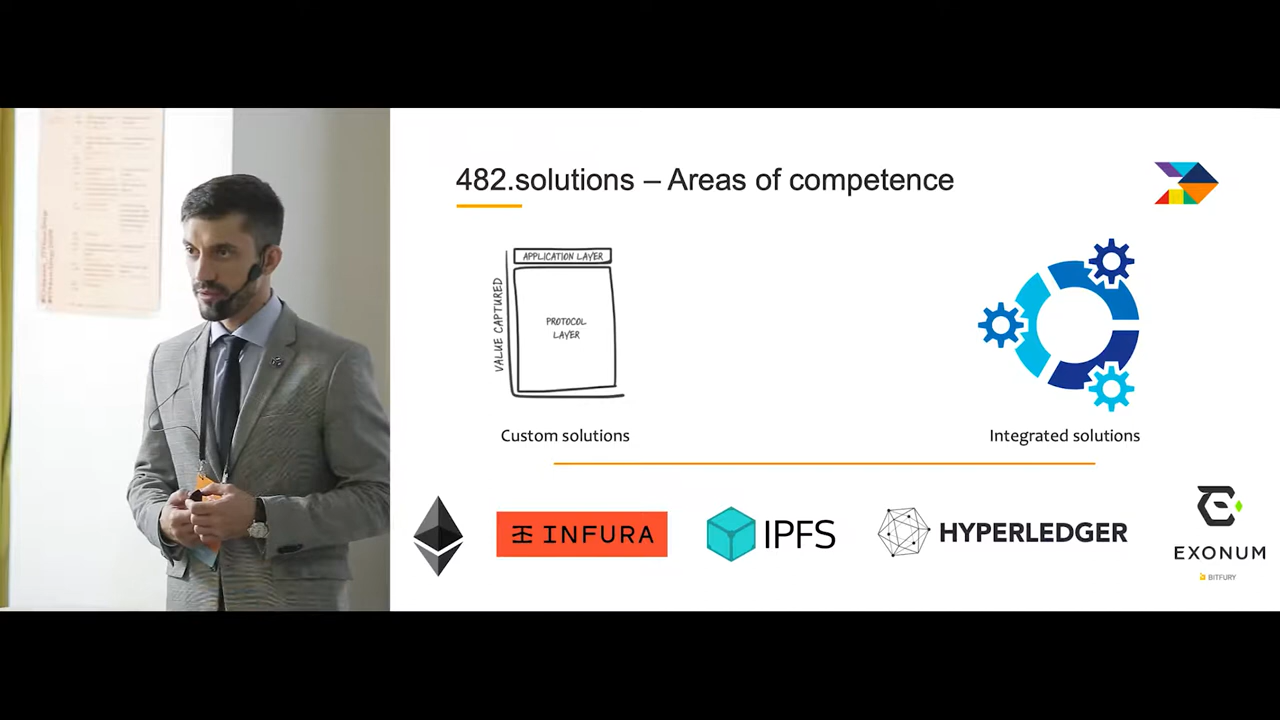 482.solutions – Areas of competence
APPLICATION LAYER
VALUE CAPTURED
PROTOCOL
LAYER
Custom solutions
Integrated solutions
INFURA
IPFS
HYPERLEDGER
EXONUM
BITFURY